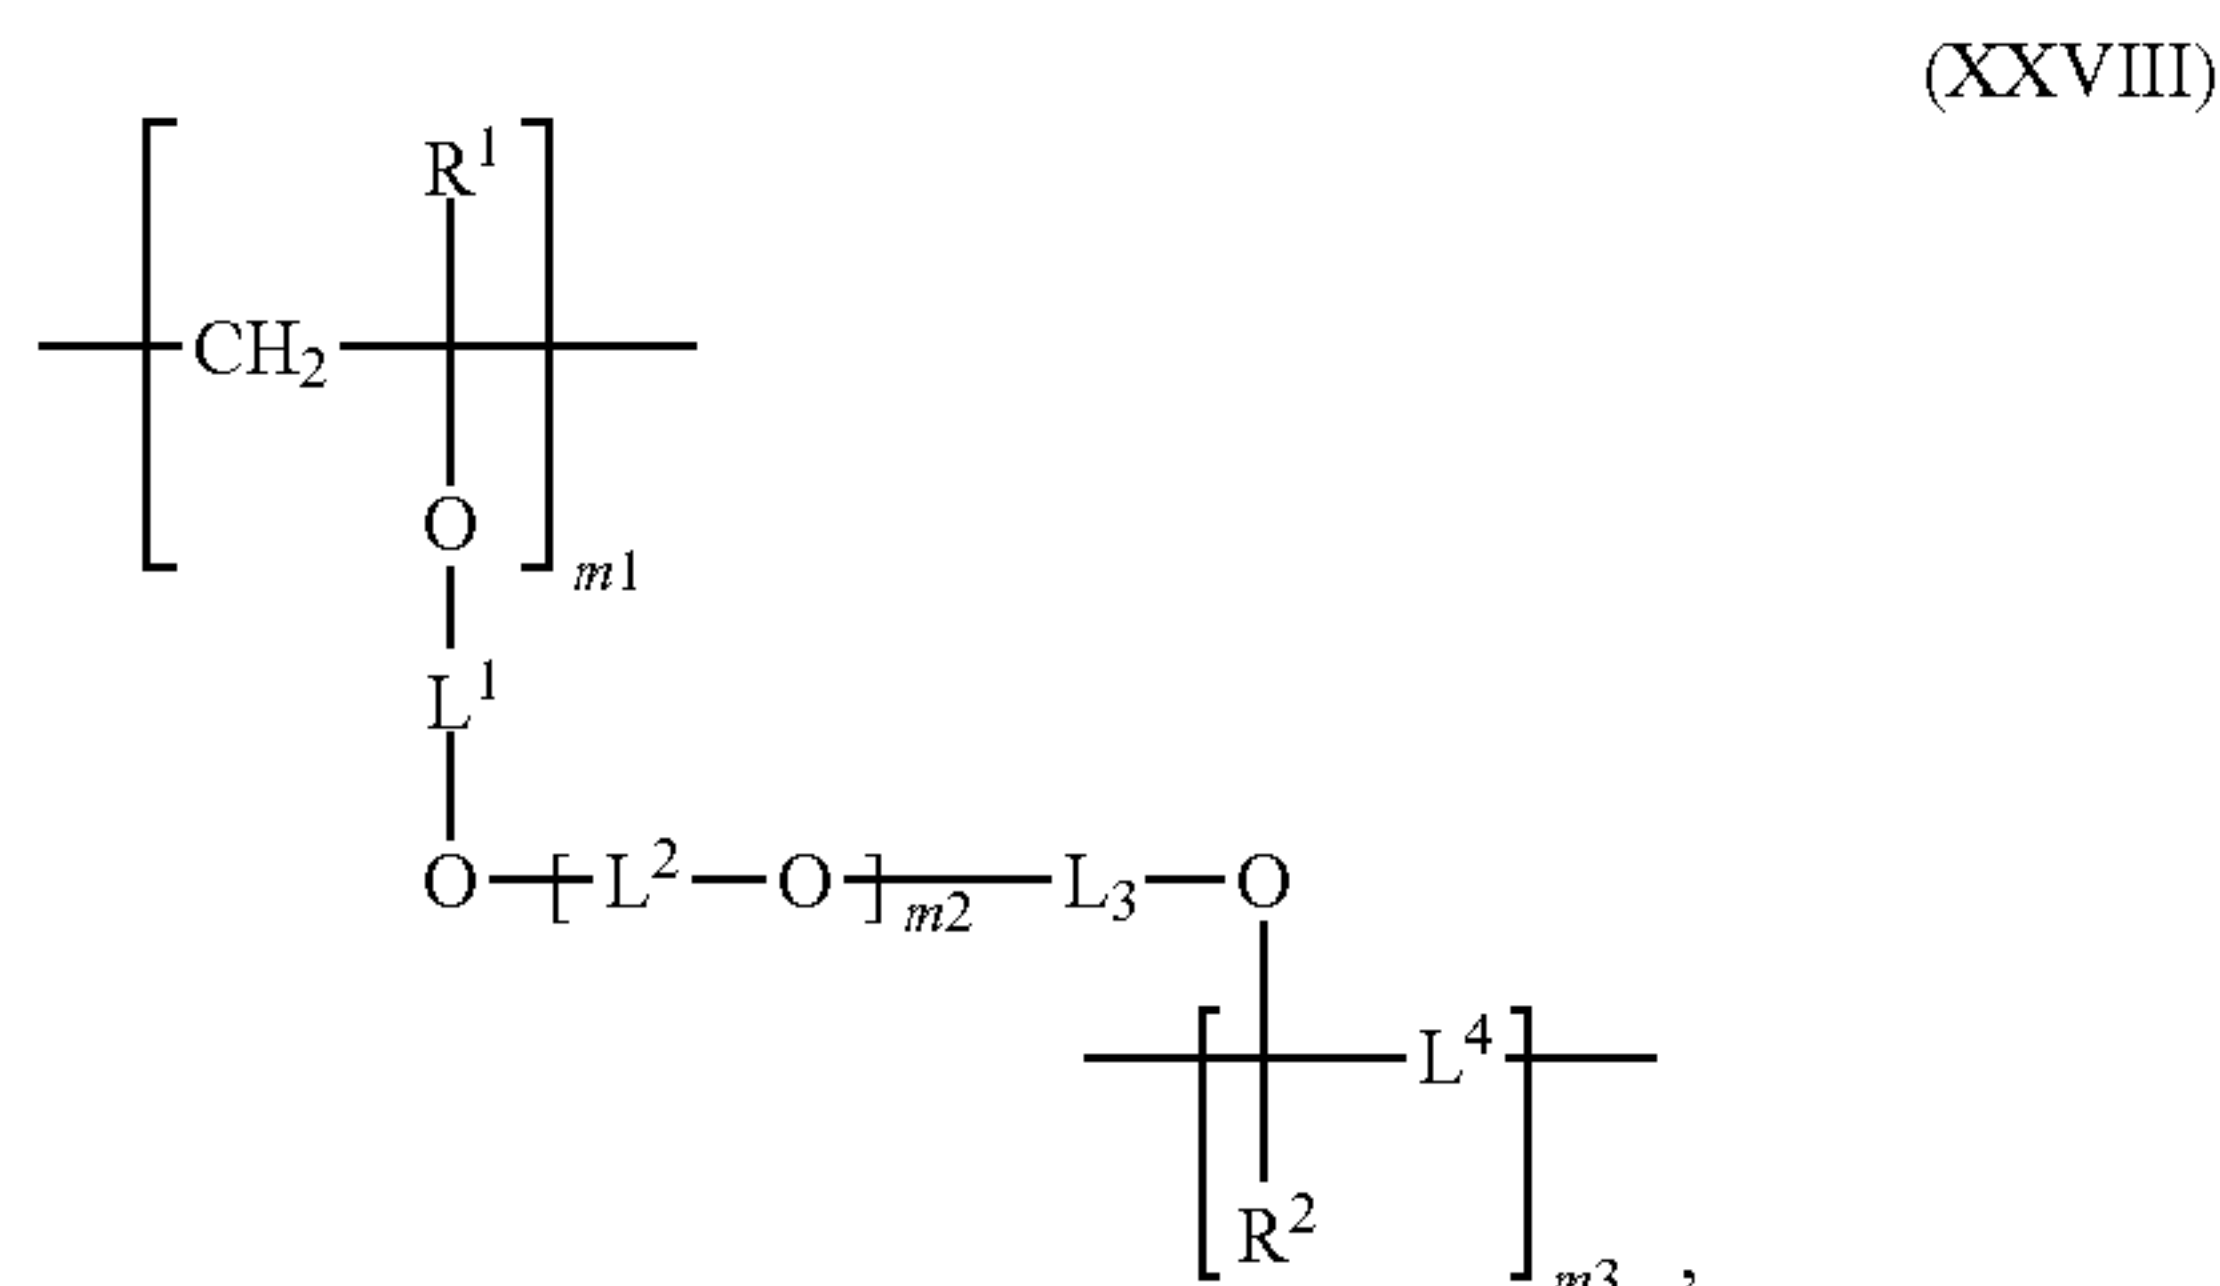 (XXVIII)
R¹
CH₂
O
m1
L¹
O [ L² O ] m2 L₃ O
L⁴
R²
m3 ,